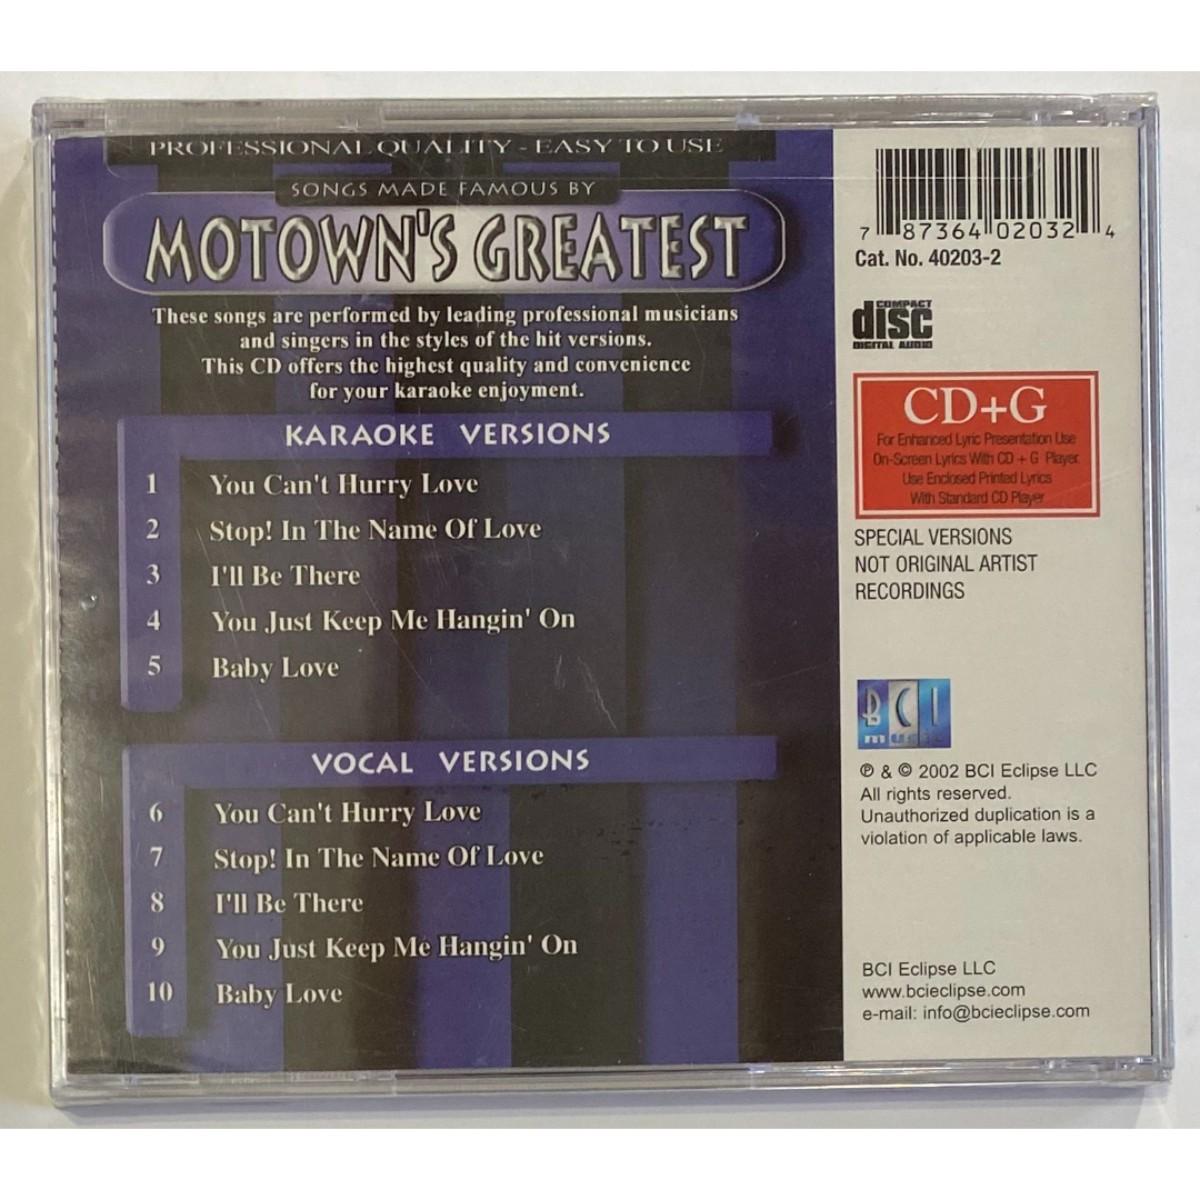 PROFESSIONAL QUALITY - EASY TO USE
SONGS MADE FAMOUS BY
MOTOWN'S GREATEST
These songs are performed by leading professional musicians
and singers in the styles of the hit versions.
This CD offers the highest quality and convenience
for your karaoke enjoyment.
KARAOKE VERSIONS
1 You Can't Hurry Love
2 Stop! In The Name Of Love
3 I'll Be There
4 You Just Keep Me Hangin' On
5 Baby Love
VOCAL VERSIONS
6 You Can't Hurry Love
7 Stop! In The Name Of Love
8 I'll Be There
9 You Just Keep Me Hangin' On
10 Baby Love
7 87364 02032 4
Cat. No. 40203-2
COMPACT
disc
DIGITAL AUDIO
CD+G
For Enhanced Lyric Presentation Use
On-Screen Lyrics With CD + G Player.
Use Enclosed Printed Lyrics
With Standard CD Player
SPECIAL VERSIONS
NOT ORIGINAL ARTIST
RECORDINGS
BCI
music
℗ & © 2002 BCI Eclipse LLC
All rights reserved.
Unauthorized duplication is a
violation of applicable laws.
BCI Eclipse LLC
www.bcieclipse.com
e-mail: info@bcieclipse.com